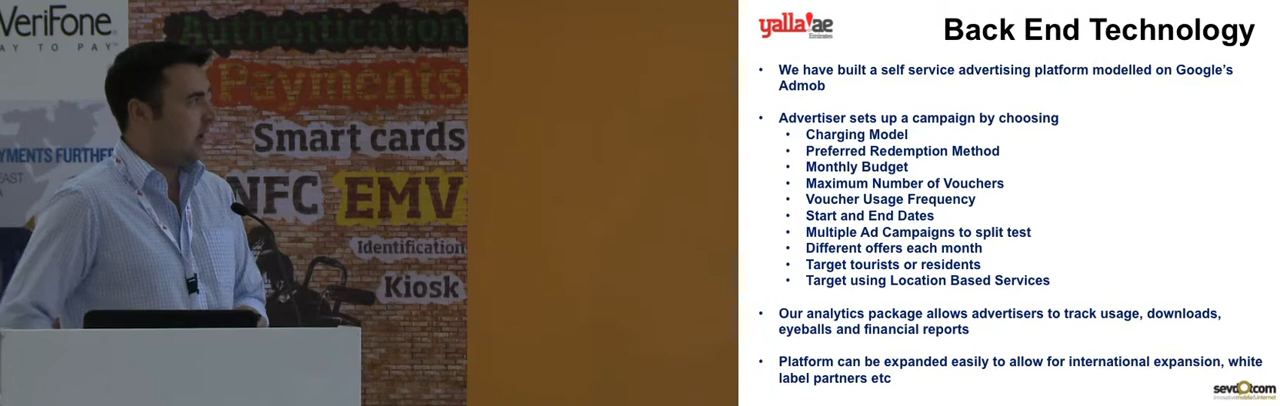 VeriFone
AY TO PAY
YMENTS FURTHER
EAST
Authentication
Payments
Smart cards
NFC
EMV
Identification
Kiosk
yalla!ae
Emirates
Back End Technology
• We have built a self service advertising platform modelled on Google's
Admob
• Advertiser sets up a campaign by choosing
• Charging Model
• Preferred Redemption Method
• Monthly Budget
• Maximum Number of Vouchers
• Voucher Usage Frequency
• Start and End Dates
• Multiple Ad Campaigns to split test
• Different offers each month
• Target tourists or residents
• Target using Location Based Services
• Our analytics package allows advertisers to track usage, downloads,
eyeballs and financial reports
• Platform can be expanded easily to allow for international expansion, white
label partners etc
sevdotcom
innovativemobile&internet